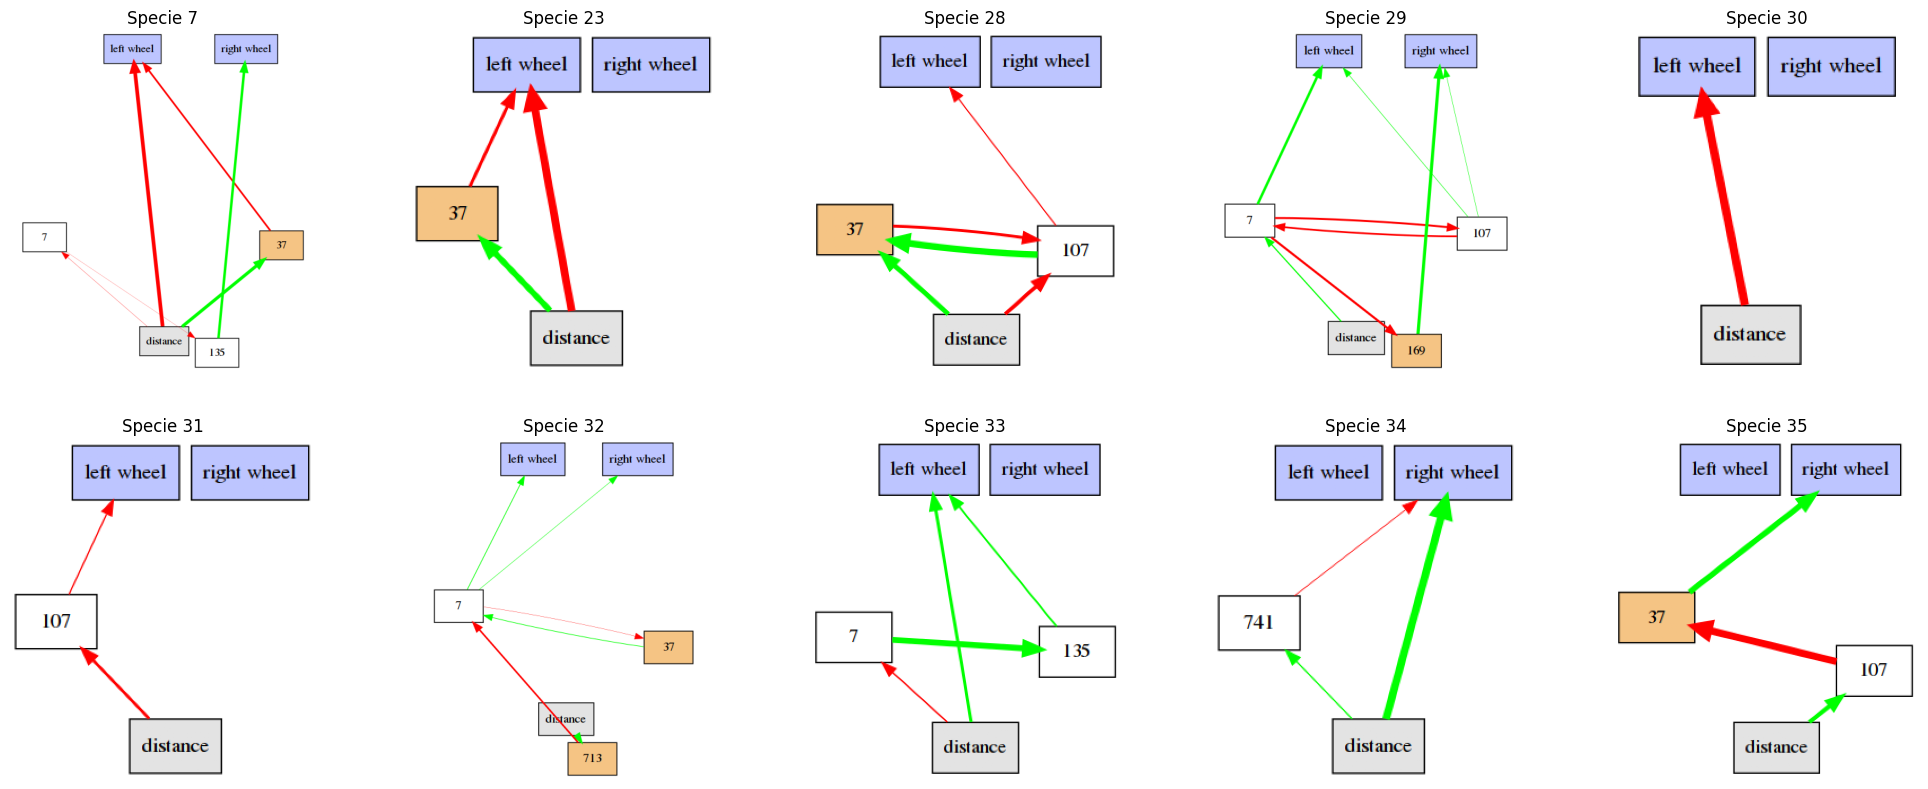 Specie 7
left wheel
right wheel
7
37
distance
135
Specie 23
left wheel
right wheel
37
distance
Specie 28
left wheel
right wheel
37
107
distance
Specie 29
left wheel
right wheel
7
107
distance
169
Specie 30
left wheel
right wheel
distance
Specie 31
left wheel
right wheel
107
distance
Specie 32
left wheel
right wheel
7
37
distance
713
Specie 33
left wheel
right wheel
7
135
distance
Specie 34
left wheel
right wheel
741
distance
Specie 35
left wheel
right wheel
37
107
distance